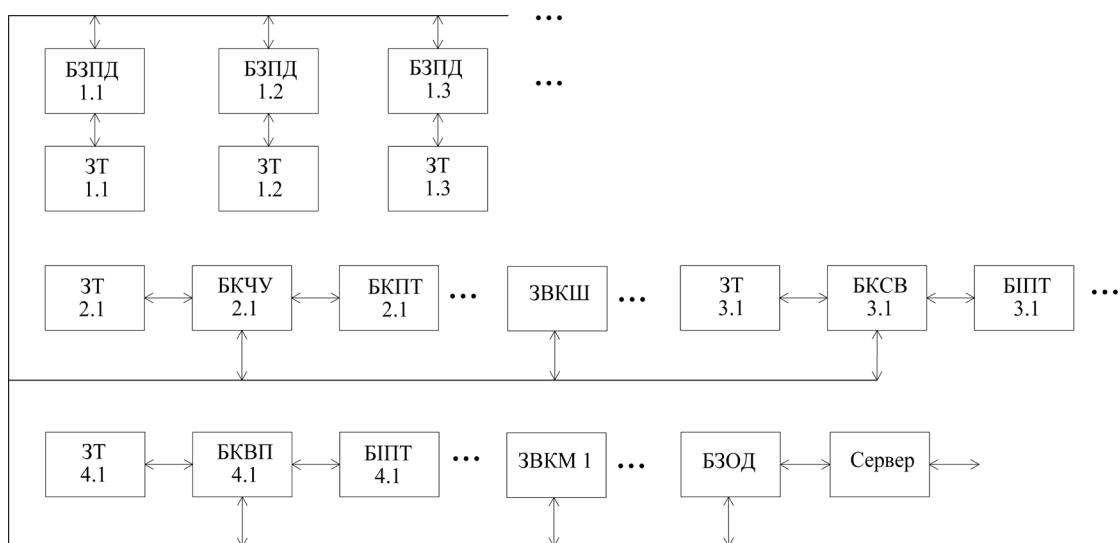 ...
БЗПД
1.1
БЗПД
1.2
БЗПД
1.3
...
ЗТ
1.1
ЗТ
1.2
ЗТ
1.3
ЗТ
2.1
БКЧУ
2.1
БКПТ
2.1
...
ЗВКШ
...
ЗТ
3.1
БКСВ
3.1
БІПТ
3.1
...
ЗТ
4.1
БКВП
4.1
БІПТ
4.1
...
ЗВКМ 1
...
БЗОД
Сервер